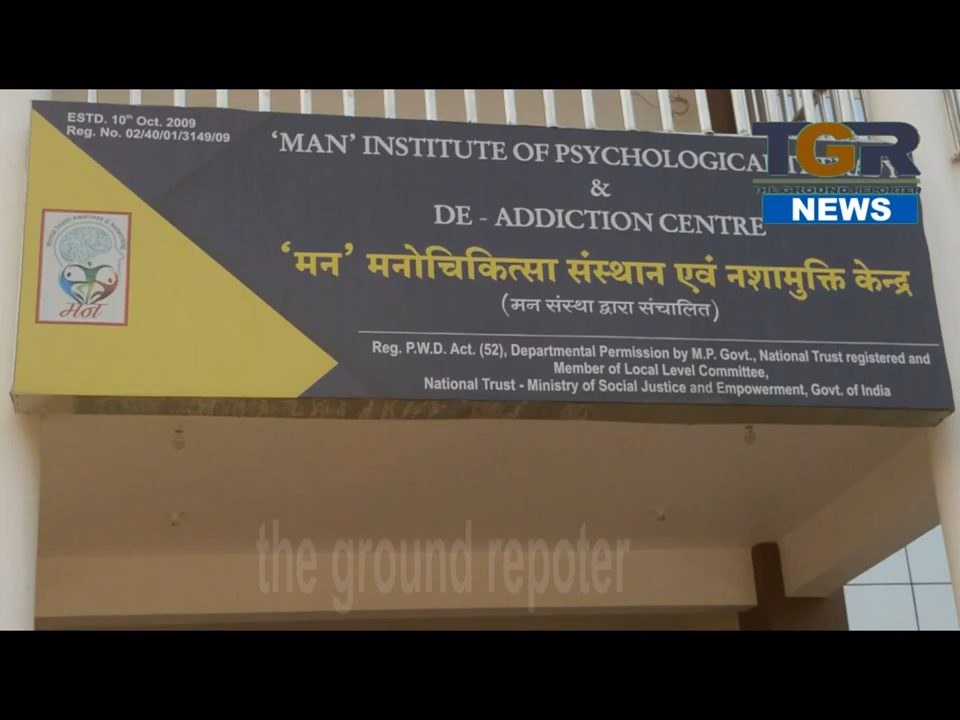 ESTD. 10th Oct. 2009
Reg. No. 02/40/01/3149/09
'MAN' INSTITUTE OF PSYCHOLOGICAL
&
DE - ADDICTION CENTRE
'मन' मनोचिकित्सा संस्थान एवं नशामुक्ति केन्द्र
(मन संस्था द्वारा संचालित)
Reg. P.W.D. Act. (52), Departmental Permission by M.P. Govt., National Trust registered and
Member of Local Level Committee,
National Trust - Ministry of Social Justice and Empowerment, Govt. of India
मन
TGR
THE GROUND REPORTER
NEWS
the ground repoter